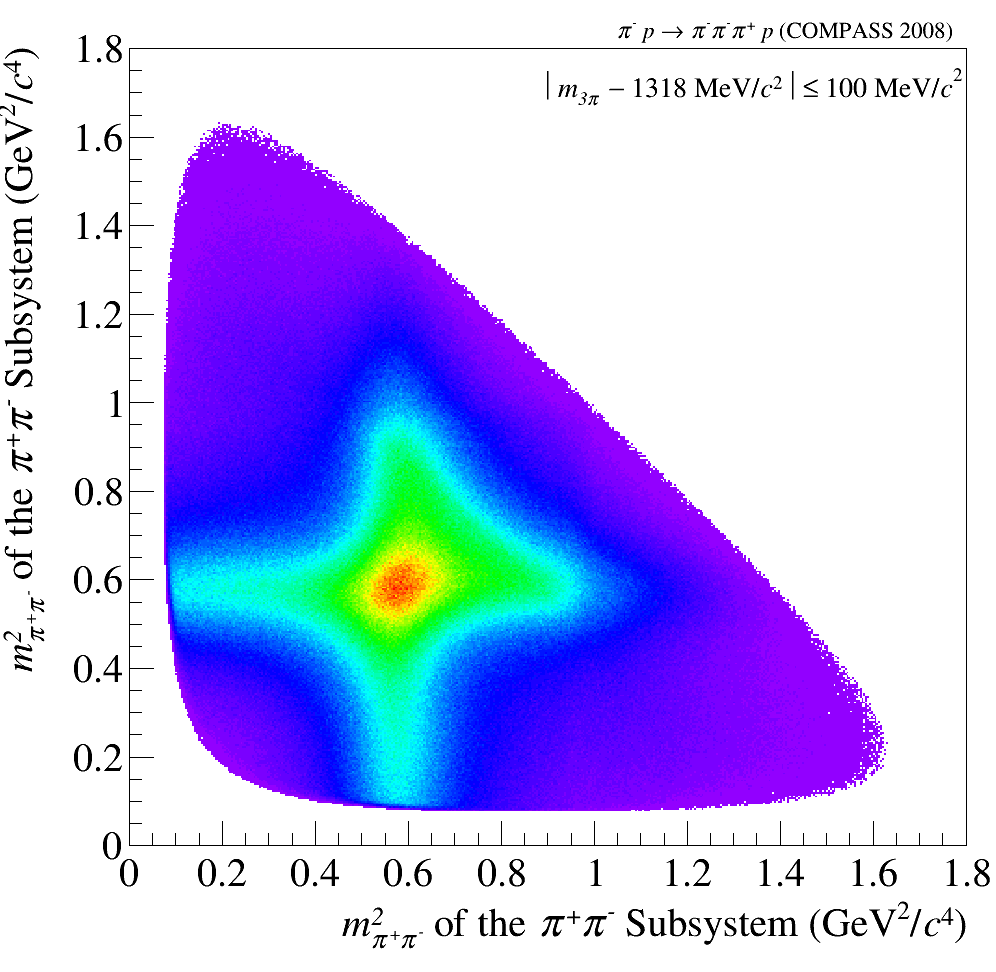 π⁻ p → π⁻π⁻π⁺ p (COMPASS 2008)
| m₃π − 1318 MeV/c² | ≤ 100 MeV/c²
m²π⁺π⁻ of the π⁺π⁻ Subsystem (GeV²/c⁴)
1.8
1.6
1.4
1.2
1
0.8
0.6
0.4
0.2
0
0 0.2 0.4 0.6 0.8 1 1.2 1.4 1.6 1.8
m²π⁺π⁻ of the π⁺π⁻ Subsystem (GeV²/c⁴)